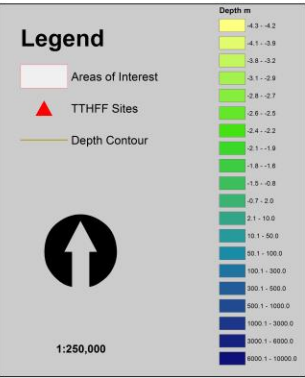 Legend
Areas of Interest
TTHFF Sites
Depth Contour
1:250,000
Depth m
-4.3 - -4.2
-4.1 - -3.9
-3.8 - -3.2
-3.1 - -2.9
-2.8 - -2.7
-2.6 - -2.5
-2.4 - -2.2
-2.1 - -1.9
-1.8 - -1.6
-1.5 - -0.8
-0.7 - 2.0
2.1 - 10.0
10.1 - 50.0
50.1 - 100.0
100.1 - 300.0
300.1 - 500.0
500.1 - 1000.0
1000.1 - 3000.0
3000.1 - 6000.0
6000.1 - 10000.0